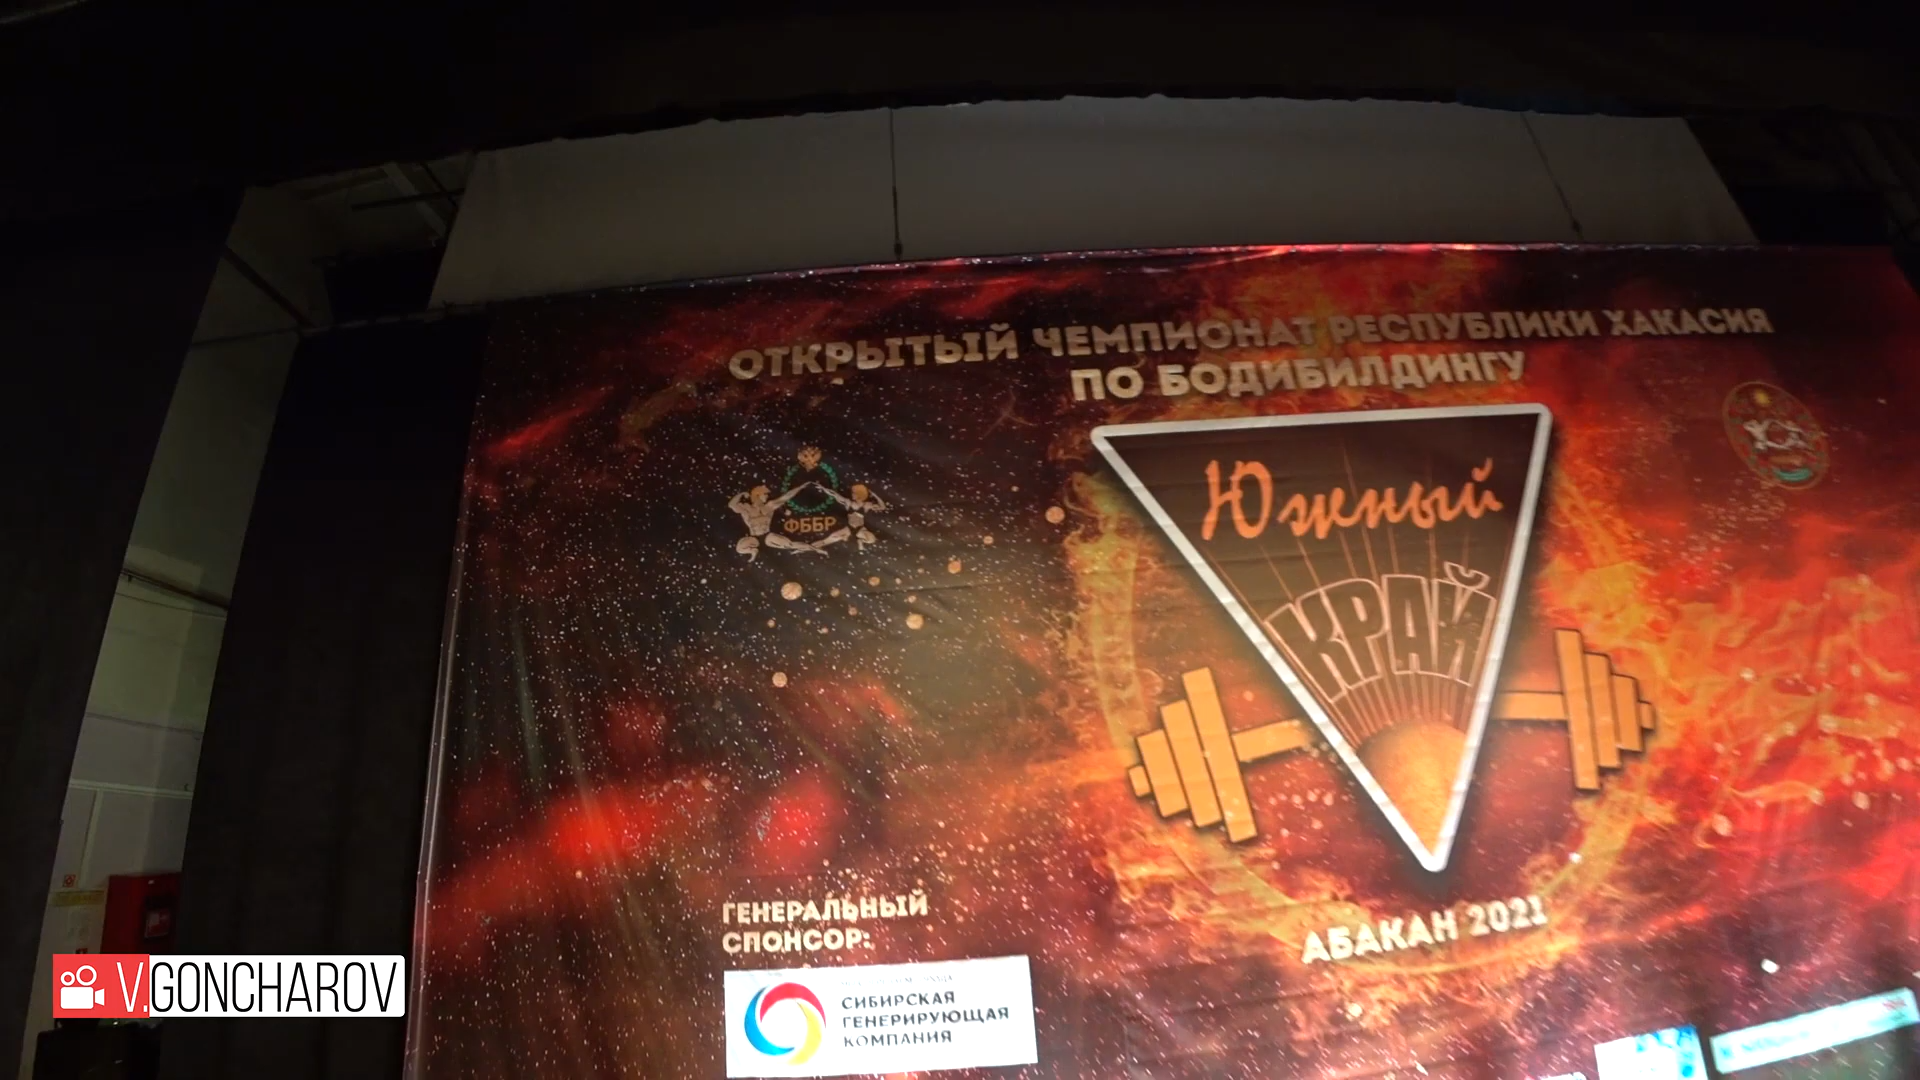 ОТКРЫТЫЙ ЧЕМПИОНАТ РЕСПУБЛИКИ ХАКАСИЯ
ПО БОДИБИЛДИНГУ
ФББР
Южный
КРАЙ
АБАКАН 2021
ГЕНЕРАЛЬНЫЙ
СПОНСОР:
СИБИРСКАЯ
ГЕНЕРИРУЮЩАЯ
КОМПАНИЯ
V.GONCHAROV